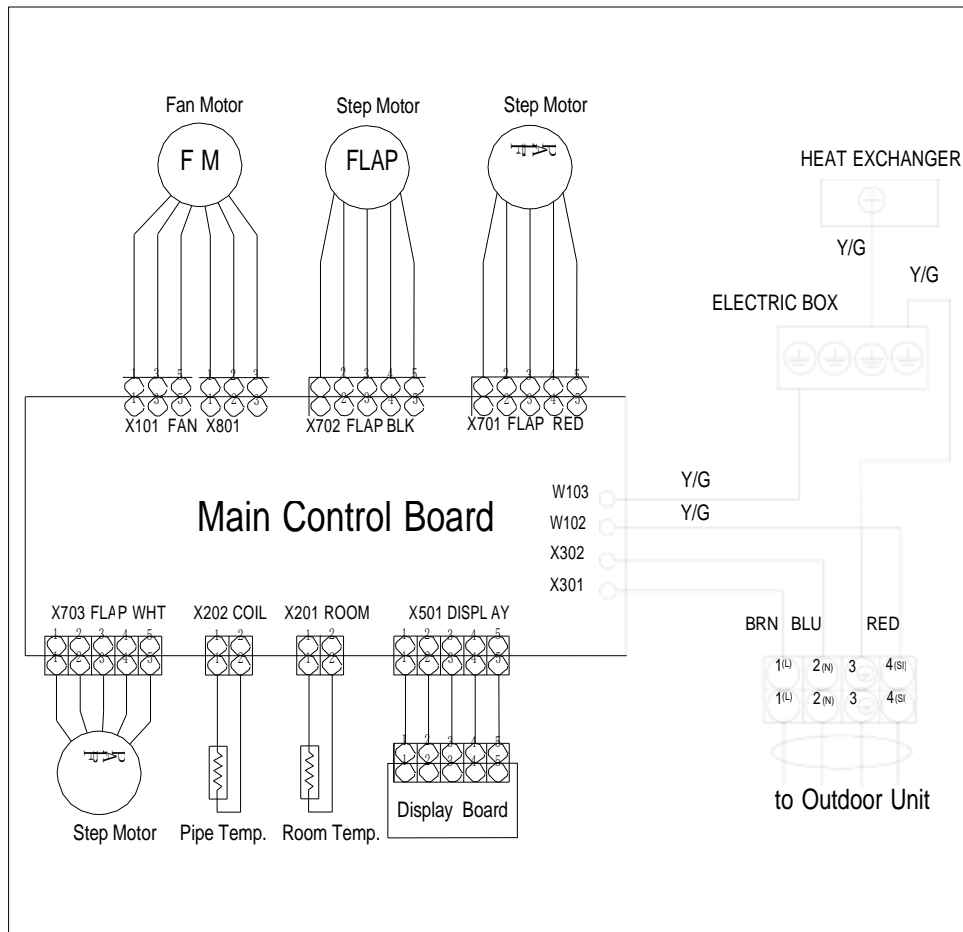 Fan Motor Step Motor Step Motor
F M FLAP FLAP
HEAT EXCHANGER
Y/G
Y/G
ELECTRIC BOX
1 3 5 1 2 3 2 3 4 5 2 3 4 5
1 3 5 1 2 3 2 3 4 5 2 3 4 5
X101 FAN X801 X702 FLAP BLK X701 FLAP RED
W103 Y/G
Main Control Board
W102 Y/G
X302
X301
X703 FLAP WHT X202 COIL X201 ROOM X501 DISPLAY
BRN BLU RED
1 2 3 4 5 1 2 1 2 1 2 3 4 5
1 2 3 4 5 1 2 1 2 1 2 3 4 5
1(L) 2(N) 3 4(SI)
1(L) 2(N) 3 4(SI)
FLAP
1 2 3 4 5
1 2 3 4 5
to Outdoor Unit
Display Board
Step Motor Pipe Temp. Room Temp.